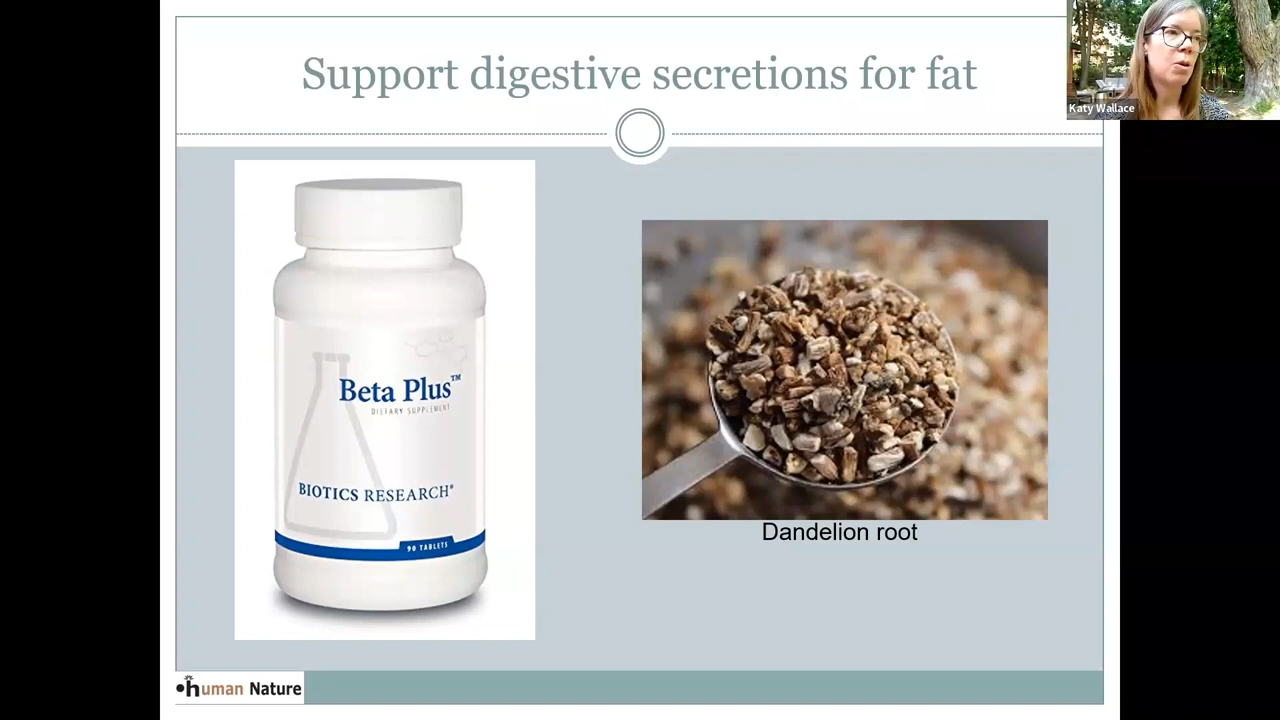 Support digestive secretions for fat
Katy Wallace
Beta Plus™
DIETARY SUPPLEMENT
BIOTICS RESEARCH®
90 TABLETS
Dandelion root
human Nature